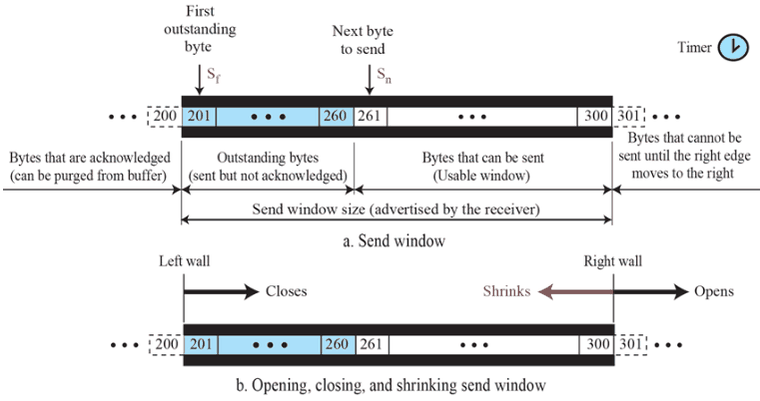 First
outstanding
byte
Next byte
to send
Timer
Sf
Sn
••• 200 201 ••• 260 261 ••• 300 301 •••
Bytes that are acknowledged
(can be purged from buffer)
Outstanding bytes
(sent but not acknowledged)
Bytes that can be sent
(Usable window)
Bytes that cannot be
sent until the right edge
moves to the right
Send window size (advertised by the receiver)
a. Send window
Left wall
Right wall
Closes
Shrinks
Opens
••• 200 201 ••• 260 261 ••• 300 301 •••
b. Opening, closing, and shrinking send window